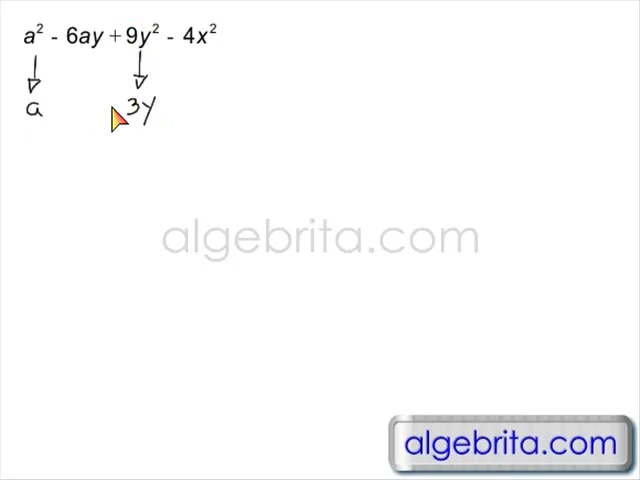 a² - 6ay + 9y² - 4x²
a 3y
algebrita.com
algebrita.com